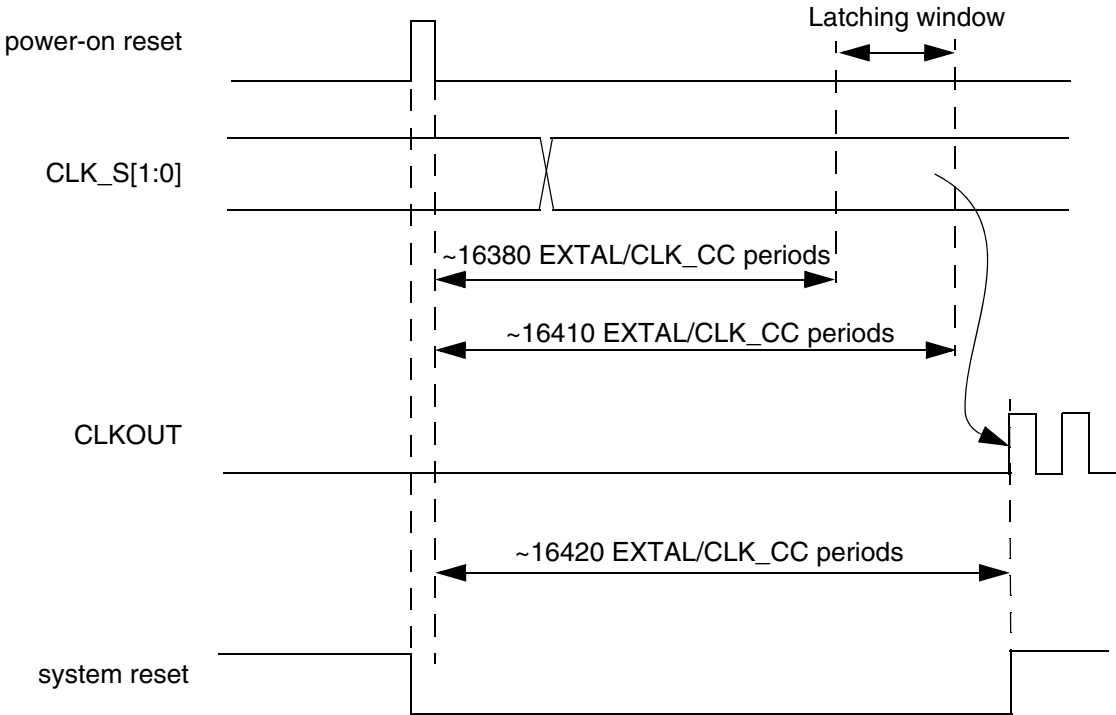 Latching window
power-on reset
CLK_S[1:0]
~16380 EXTAL/CLK_CC periods
~16410 EXTAL/CLK_CC periods
CLKOUT
~16420 EXTAL/CLK_CC periods
system reset